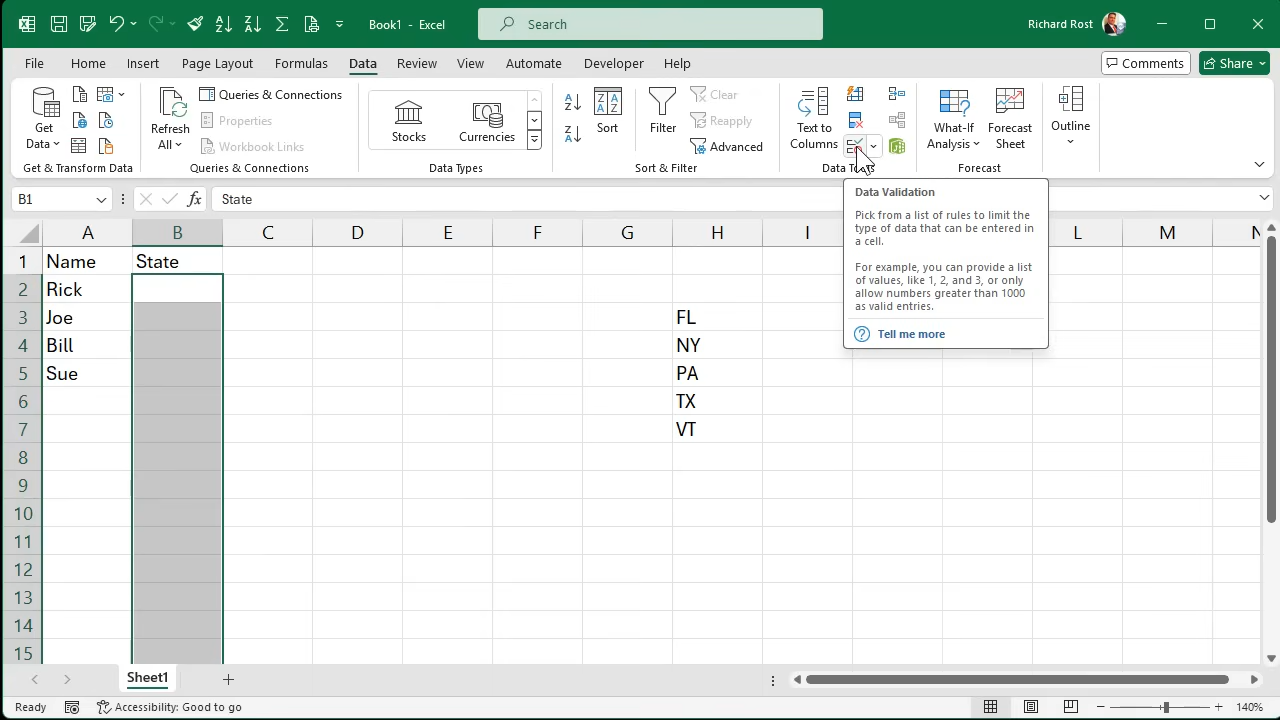 Book1 - Excel
Search
Richard Rost
File Home Insert Page Layout Formulas Data Review View Automate Developer Help
Comments
Share
Get
Data
Refresh
All
Queries & Connections
Properties
Workbook Links
Stocks
Currencies
Sort
Filter
Clear
Reapply
Advanced
Text to
Columns
What-If
Analysis
Forecast
Sheet
Outline
Get & Transform Data
Queries & Connections
Data Types
Sort & Filter
Forecast
B1
fx
State
Data Validation
Pick from a list of rules to limit the
type of data that can be entered in
a cell.
For example, you can provide a list
of values, like 1, 2, and 3, or only
allow numbers greater than 1000
as valid entries.
Tell me more
A B C D E F G H I L M N
1 Name State
2 Rick
3 Joe FL
4 Bill NY
5 Sue PA
6 TX
7 VT
8
9
10
11
12
13
14
15
Sheet1
Ready
Accessibility: Good to go
140%